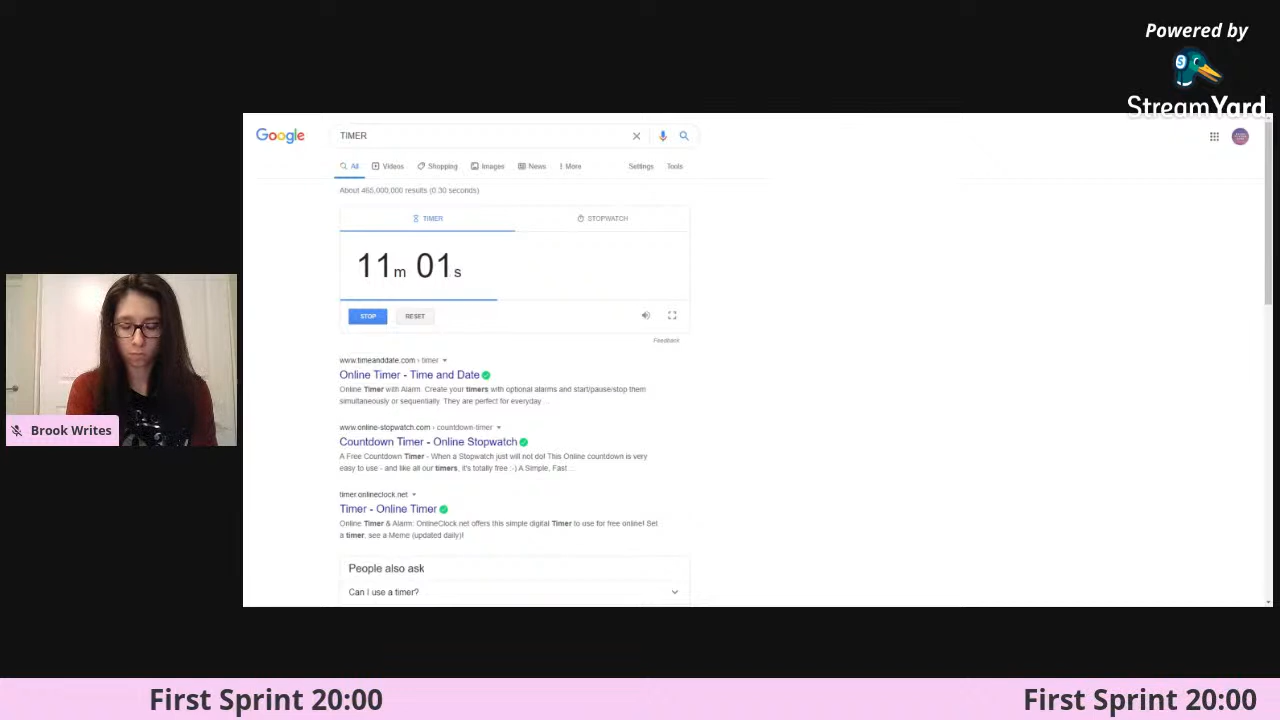 Powered by
StreamYard
Google
TIMER
All
Videos
Shopping
Images
News
More
Settings
Tools
About 465,000,000 results (0.30 seconds)
TIMER
STOPWATCH
11m 01s
STOP
RESET
Feedback
www.timeanddate.com › timer
Online Timer - Time and Date
Online Timer with Alarm. Create your timers with optional alarms and start/pause/stop them
simultaneously or sequentially. They are perfect for everyday ...
www.online-stopwatch.com › countdown-timer
Countdown Timer - Online Stopwatch
A Free Countdown Timer - When a Stopwatch just will not do! This Online countdown is very
easy to use - and like all our timers, it's totally free :-) A Simple, Fast ...
timer.onlineclock.net
Timer - Online Timer
Online Timer & Alarm: OnlineClock.net offers this simple digital Timer to use for free online! Set
a timer, see a Meme (updated daily)!
People also ask
Can I use a timer?
Brook Writes
First Sprint 20:00
First Sprint 20:00